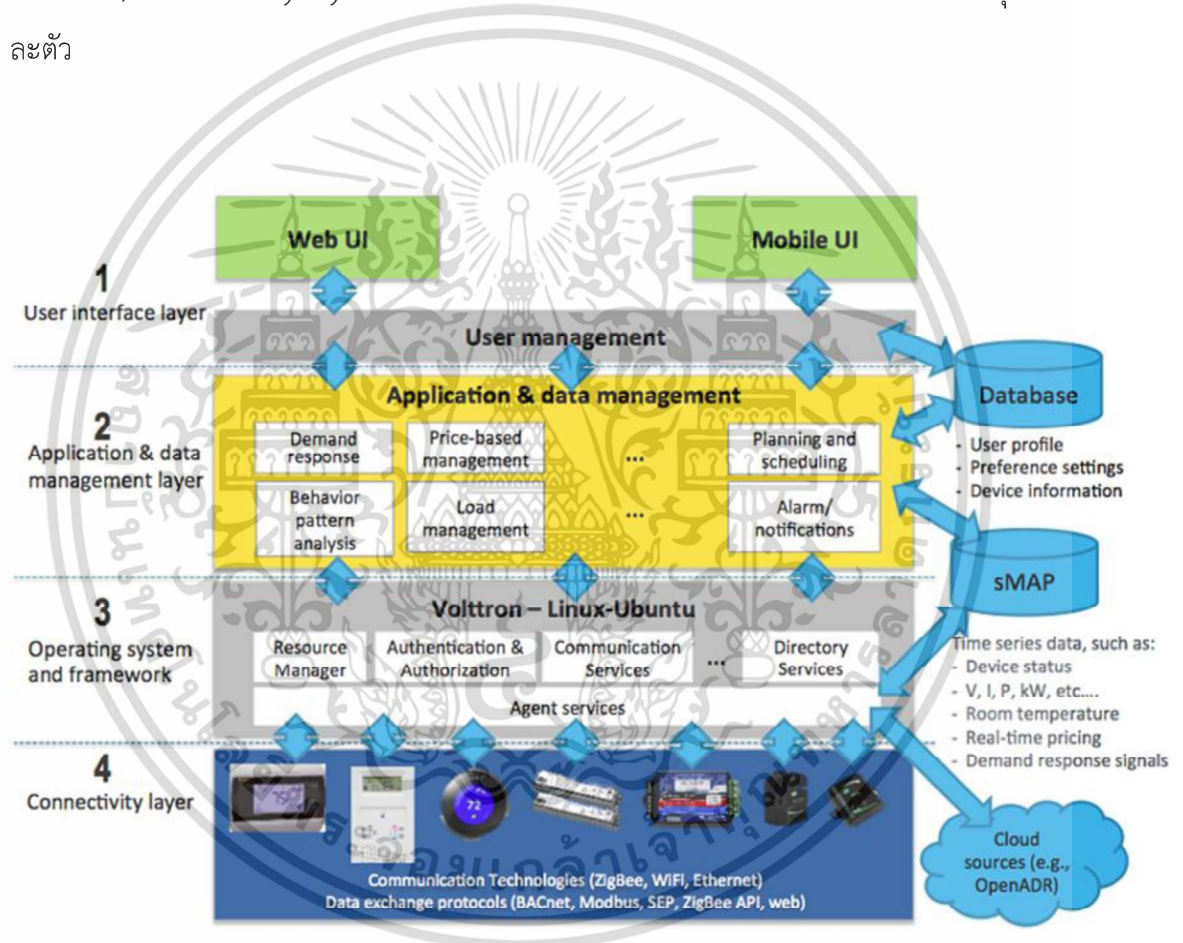 ละตัว
Web UI
Mobile UI
1
User interface layer
User management
Database
- User profile
- Preference settings
- Device information
2
Application & data
management layer
Application & data management
Demand
response
Price-based
management
...
Planning and
scheduling
Behavior
pattern
analysis
Load
management
...
Alarm/
notifications
sMAP
Time series data, such as:
- Device status
- V, I, P, kW, etc....
- Room temperature
- Real-time pricing
- Demand response signals
3
Operating system
and framework
Volttron – Linux-Ubuntu
Resource
Manager
Authentication &
Authorization
Communication
Services
...
Directory
Services
Agent services
4
Connectivity layer
72
Communication Technologies (ZigBee, WiFi, Ethernet)
Data exchange protocols (BACnet, Modbus, SEP, ZigBee API, web)
Cloud
sources (e.g.,
OpenADR)